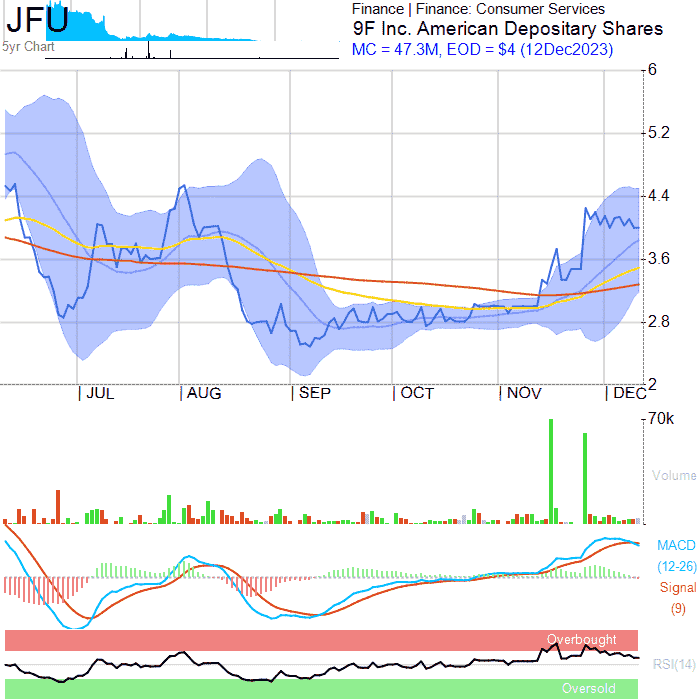 JFU
5yr Chart
Finance | Finance: Consumer Services
9F Inc. American Depositary Shares
MC = 47.3M, EOD = $4 (12Dec2023)
6
5.2
4.4
3.6
2.8
2
| JUL | AUG | SEP | OCT | NOV | DEC
70k
Volume
MACD
(12-26)
Signal
(9)
Overbought
RSI(14)
Oversold